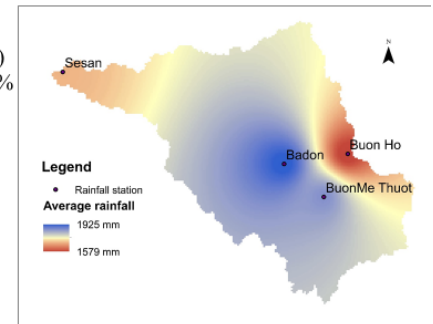 )
%
N
Sesan
Buon Ho
Badon
BuonMe Thuot
Legend
Rainfall station
Average rainfall
1925 mm
1579 mm